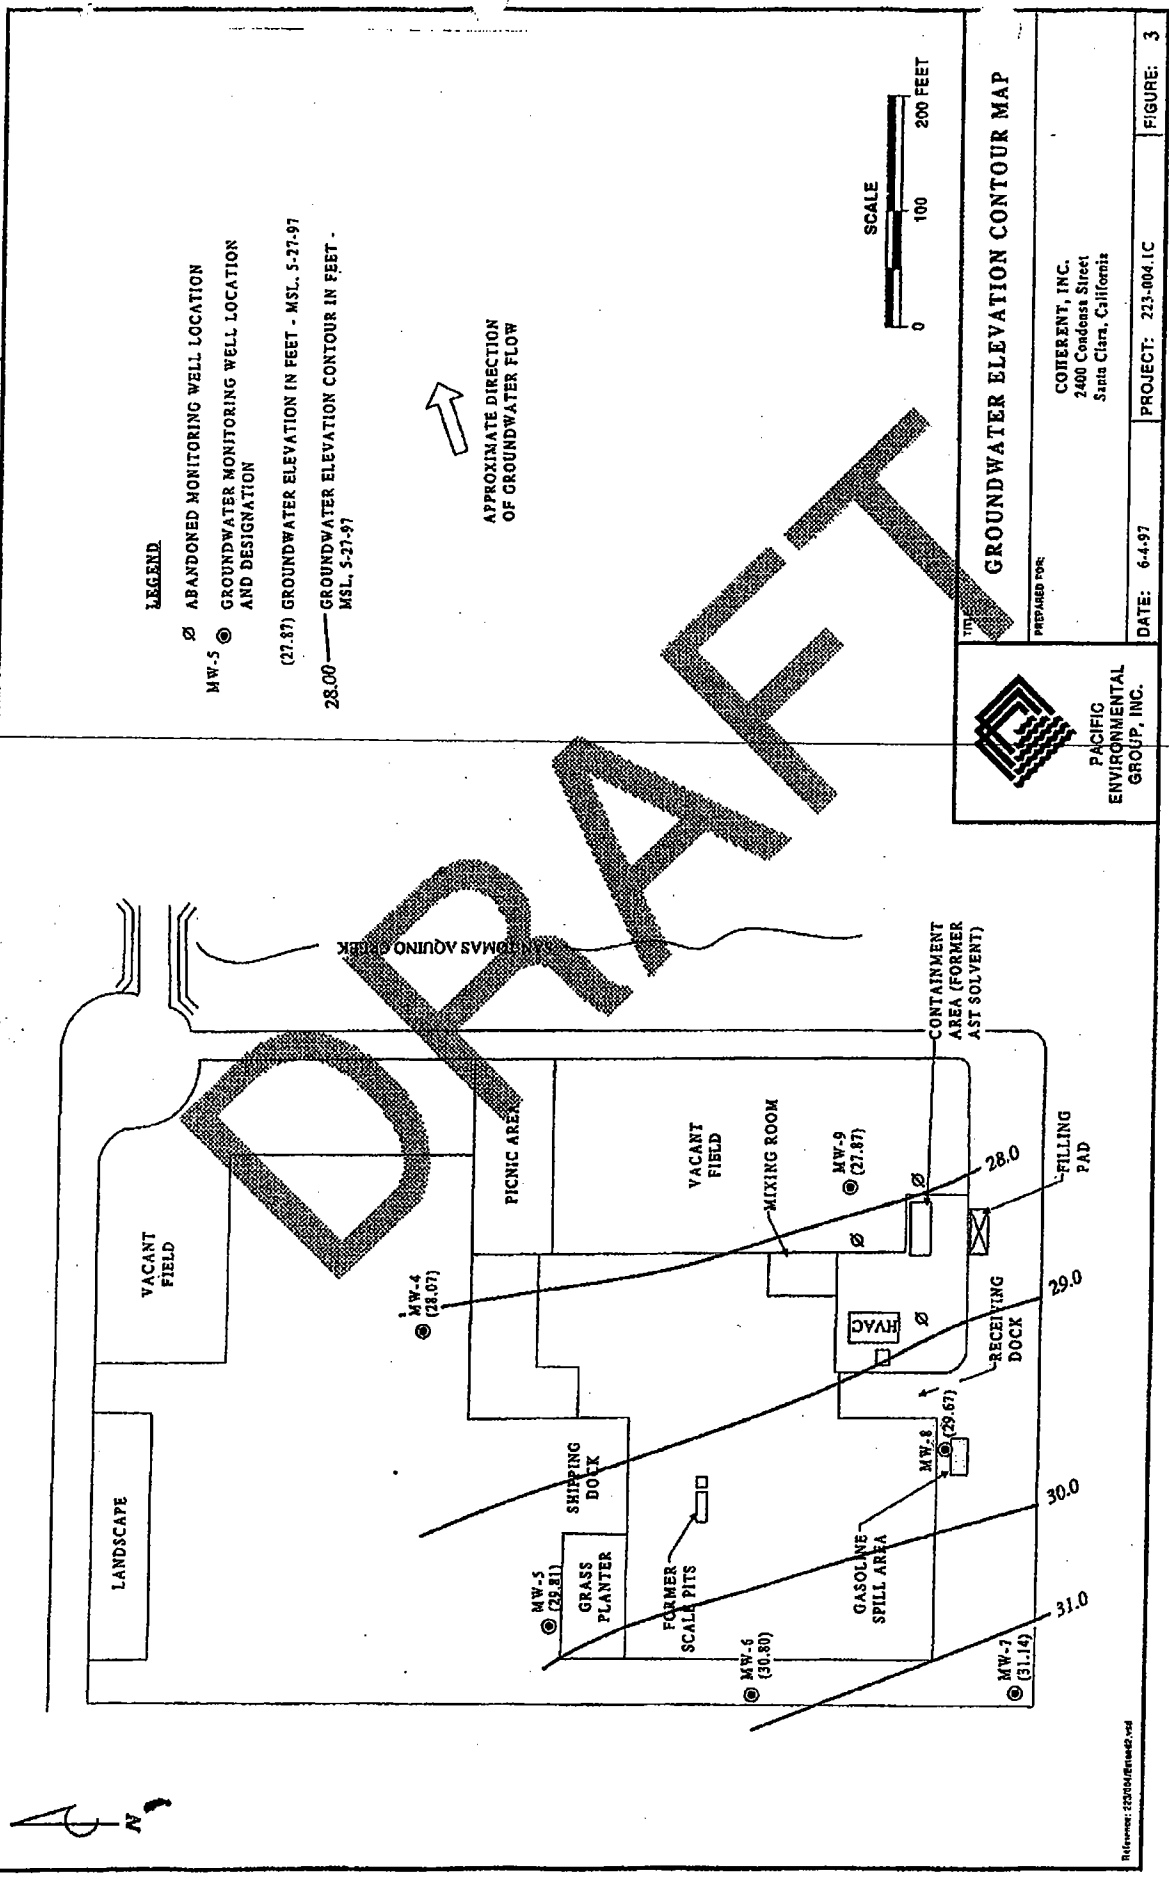 LEGEND
ABANDONED MONITORING WELL LOCATION
MW-5
GROUNDWATER MONITORING WELL LOCATION
AND DESIGNATION
(27.87) GROUNDWATER ELEVATION IN FEET - MSL, 5-27-97
28.00 GROUNDWATER ELEVATION CONTOUR IN FEET -
MSL, 5-27-97
APPROXIMATE DIRECTION
OF GROUNDWATER FLOW
SCALE
0 100 200 FEET
N
LANDSCAPE
VACANT
FIELD
SAN TOMAS AQUINO CREEK
MW-4
(28.07)
PICNIC AREA
MW-5
(29.81)
GRASS
PLANTER
SHIPPING
DOCK
VACANT
FIELD
FORMER
SCALE PITS
MIXING ROOM
MW-6
(30.80)
MW-9
(27.87)
HVAC
GASOLINE
SPILL AREA
MW-8
(29.67)
CONTAINMENT
AREA (FORMER
AST SOLVENT)
RECEIVING
DOCK
FILLING
PAD
MW-7
(31.14)
31.0
30.0
29.0
28.0
DRAFT
PACIFIC
ENVIRONMENTAL
GROUP, INC.
TITLE:
GROUNDWATER ELEVATION CONTOUR MAP
PREPARED FOR:
COHERENT, INC.
2400 Condensa Street
Santa Clara, California
DATE: 6-4-97
PROJECT: 223-004.1C
FIGURE: 3